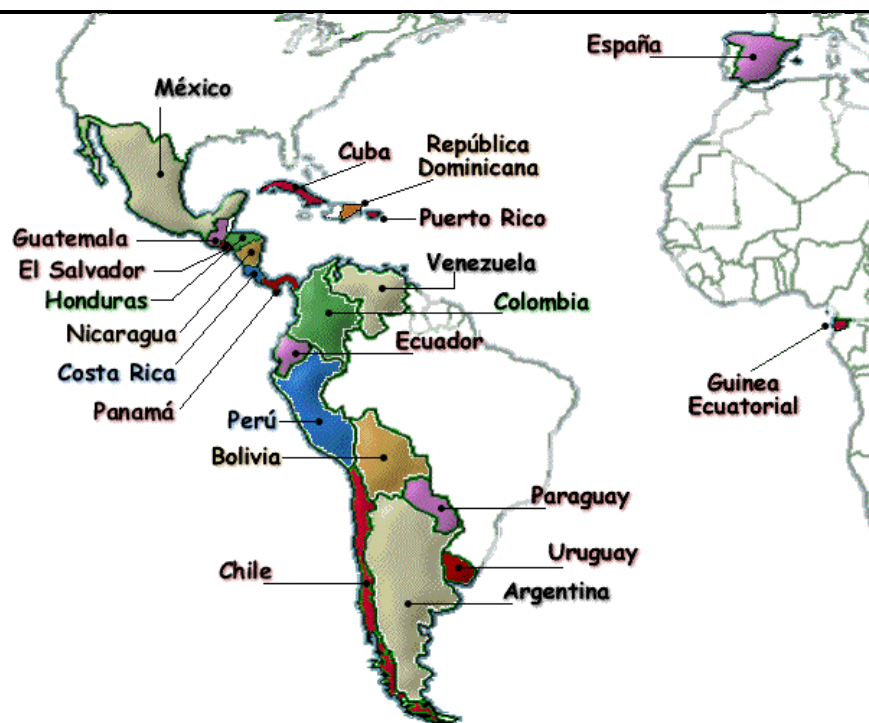 España
México
Cuba
República
Dominicana
Puerto Rico
Guatemala
El Salvador
Honduras
Nicaragua
Costa Rica
Panamá
Venezuela
Colombia
Ecuador
Guinea
Ecuatorial
Perú
Bolivia
Paraguay
Uruguay
Chile
Argentina